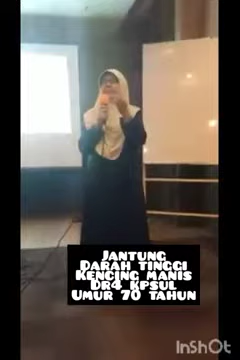 Jantung
Darah tinggi
Kencing manis
Dr4 kpsul
Umur 70 tahun
InShOt